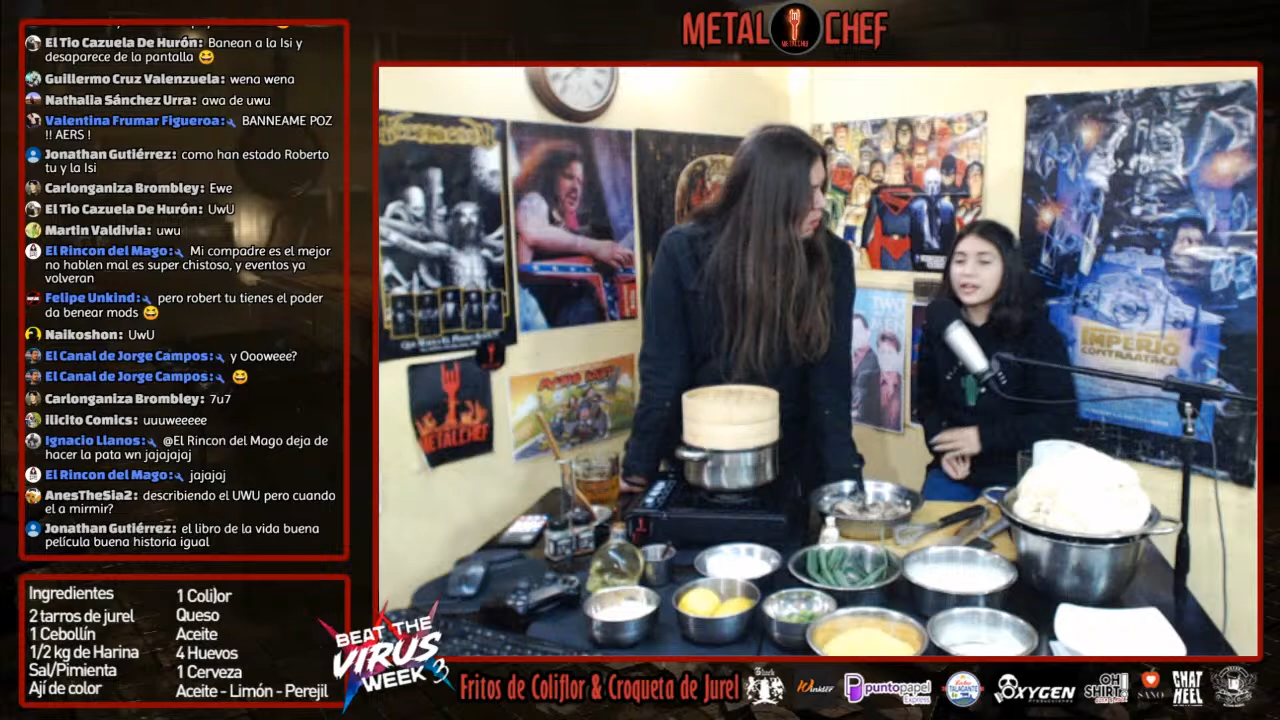 METAL CHEF
El Tio Cazuela De Hurón: Banean a la Isi y
desaparece de la pantalla 😆
Guillermo Cruz Valenzuela: wena wena
Nathalia Sánchez Urra: awa de uwu
Valentina Frumar Figueroa: BANNEAME POZ
!! AERS !
Jonathan Gutiérrez: como han estado Roberto
tu y la Isi
Carlonganiza Brombley: Ewe
El Tio Cazuela De Hurón: UwU
Martin Valdivia: uwu
El Rincon del Mago: Mi compadre es el mejor
no hablen mal es super chistoso, y eventos ya
volveran
Felipe Unkind: pero robert tu tienes el poder
da benear mods 😆
Naikoshon: UwU
El Canal de Jorge Campos: y Oooweee?
El Canal de Jorge Campos: 😆
Carlonganiza Brombley: 7u7
ilicito Comics: uuuweeeee
Ignacio Llanos: @El Rincon del Mago deja de
hacer la pata wn jajajajaj
El Rincon del Mago: jajajaj
AnesTheSia2: describiendo el UWU pero cuando
el a mirmir?
Jonathan Gutiérrez: el libro de la vida buena
película buena historia igual
METALCHEF
IMPERIO
CONTRAATACA
Ingredientes
2 tarros de jurel
1 Cebollín
1/2 kg de Harina
Sal/Pimienta
Ají de color
1 Coliflor
Queso
Aceite
4 Huevos
1 Cerveza
Aceite - Limón - Perejil
BEAT THE
VIRUS
WEEK 3
Fritos de Coliflor & Croqueta de Jurel
Winkler
puntopapel
Express
TALAGANTE
OXYGEN
OH
SHIRT!
SANO
CHAT
MEEL